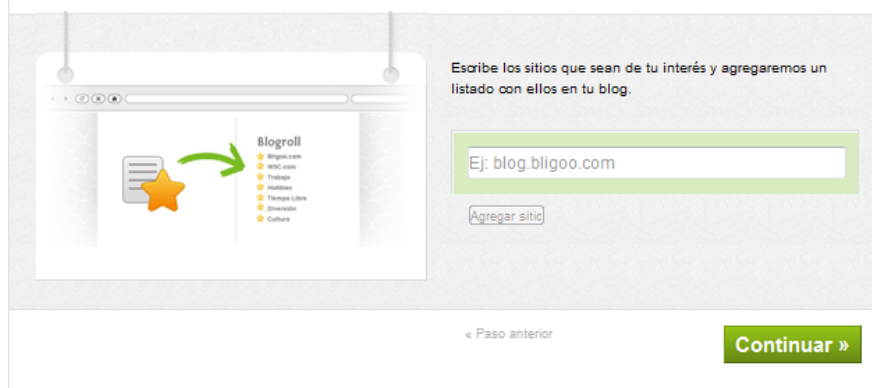 Blogroll
Bligoo.com
W3C.com
Trabajo
Hobbies
Tiempo Libre
Diversión
Cultura
Escribe los sitios que sean de tu interés y agregaremos un
listado con ellos en tu blog.
Ej: blog.bligoo.com
Agregar sitio
« Paso anterior
Continuar »